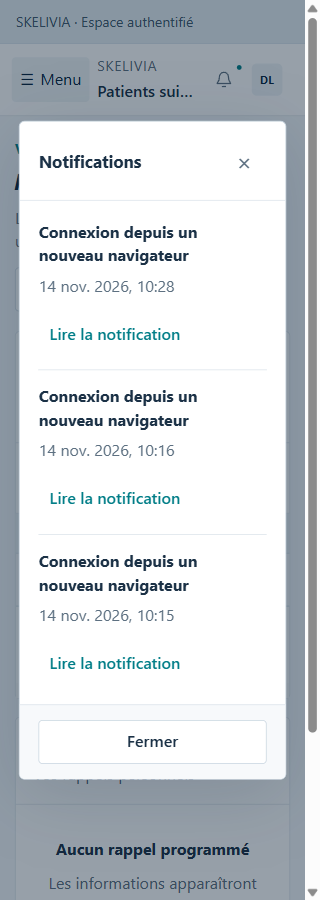 SKELIVIA · Espace authentifié
☰ Menu
SKELIVIA
Patients sui...
DL
Notifications
×
Connexion depuis un
nouveau navigateur
14 nov. 2026, 10:28
Lire la notification
Connexion depuis un
nouveau navigateur
14 nov. 2026, 10:16
Lire la notification
Connexion depuis un
nouveau navigateur
14 nov. 2026, 10:15
Lire la notification
Fermer
Aucun rappel programmé
Les informations apparaîtront